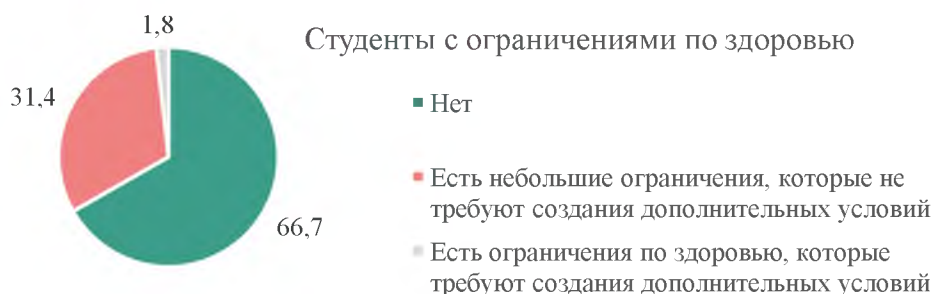 1,8
Студенты с ограничениями по здоровью
31,4
Нет
Есть небольшие ограничения, которые не
требуют создания дополнительных условий
66,7
Есть ограничения по здоровью, которые
требуют создания дополнительных условий